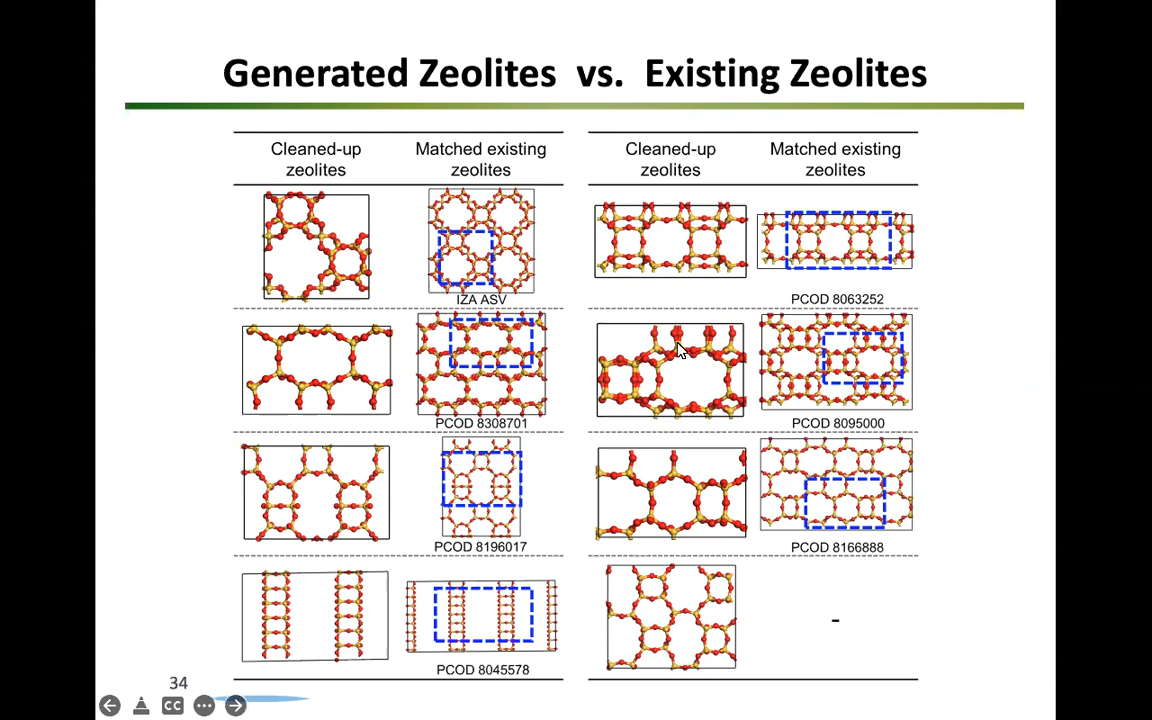 Generated Zeolites vs. Existing Zeolites
Cleaned-up
zeolites
Matched existing
zeolites
Cleaned-up
zeolites
Matched existing
zeolites
IZA ASV
PCOD 8063252
PCOD 8308701
PCOD 8095000
PCOD 8196017
PCOD 8166888
-
PCOD 8045578
34
CC